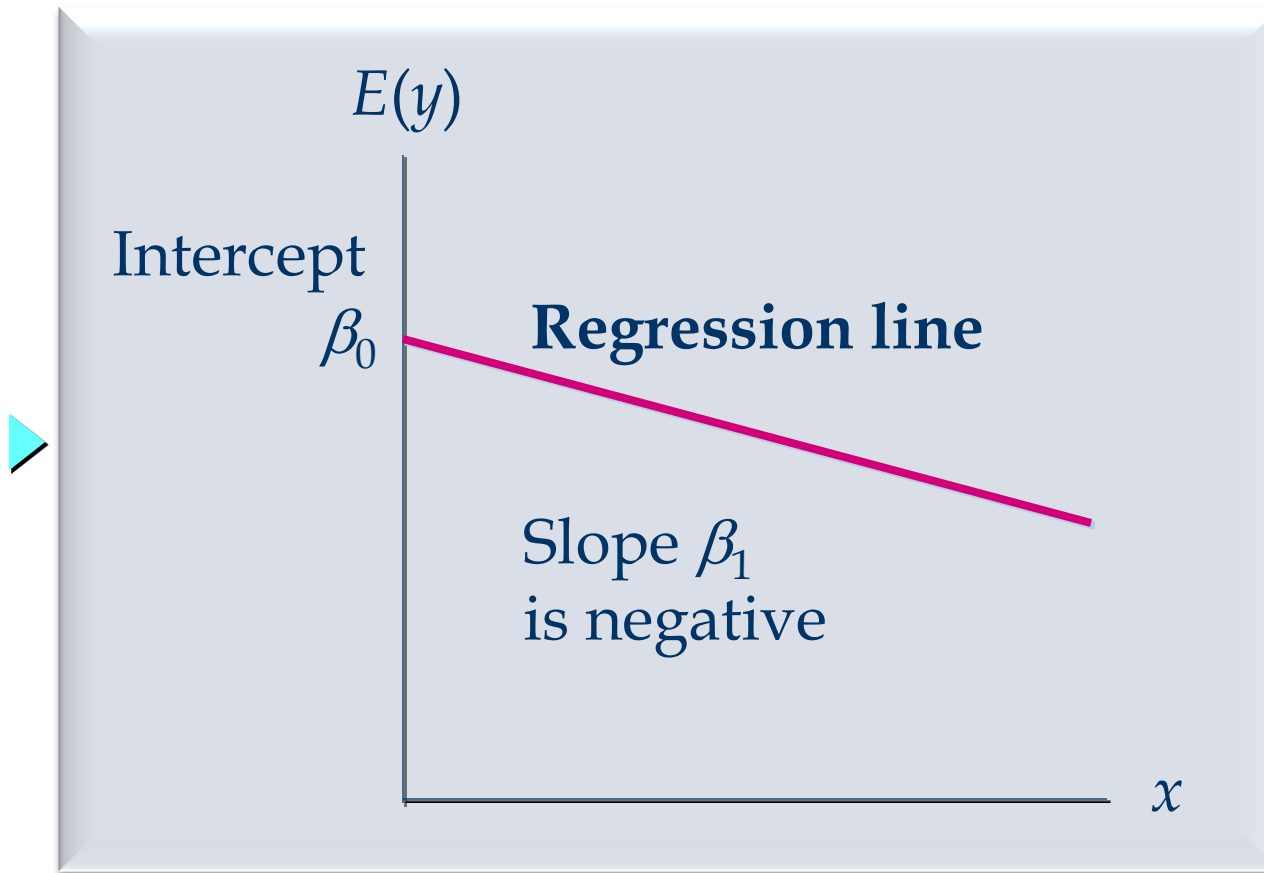 E(y)
Intercept
β0
Regression line
Slope β1
is negative
x